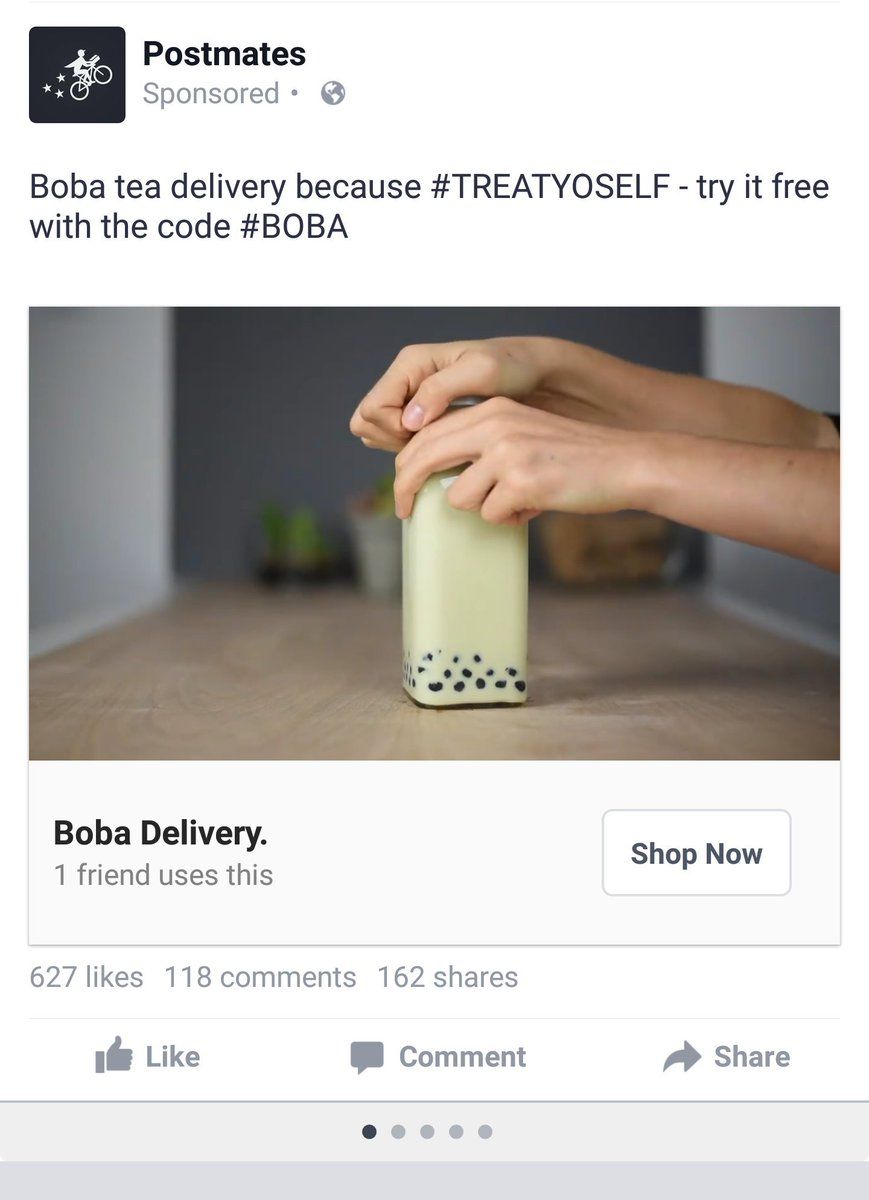 Postmates
Sponsored •
Boba tea delivery because #TREATYOSELF - try it free
with the code #BOBA
Boba Delivery.
1 friend uses this
Shop Now
627 likes 118 comments 162 shares
Like Comment Share